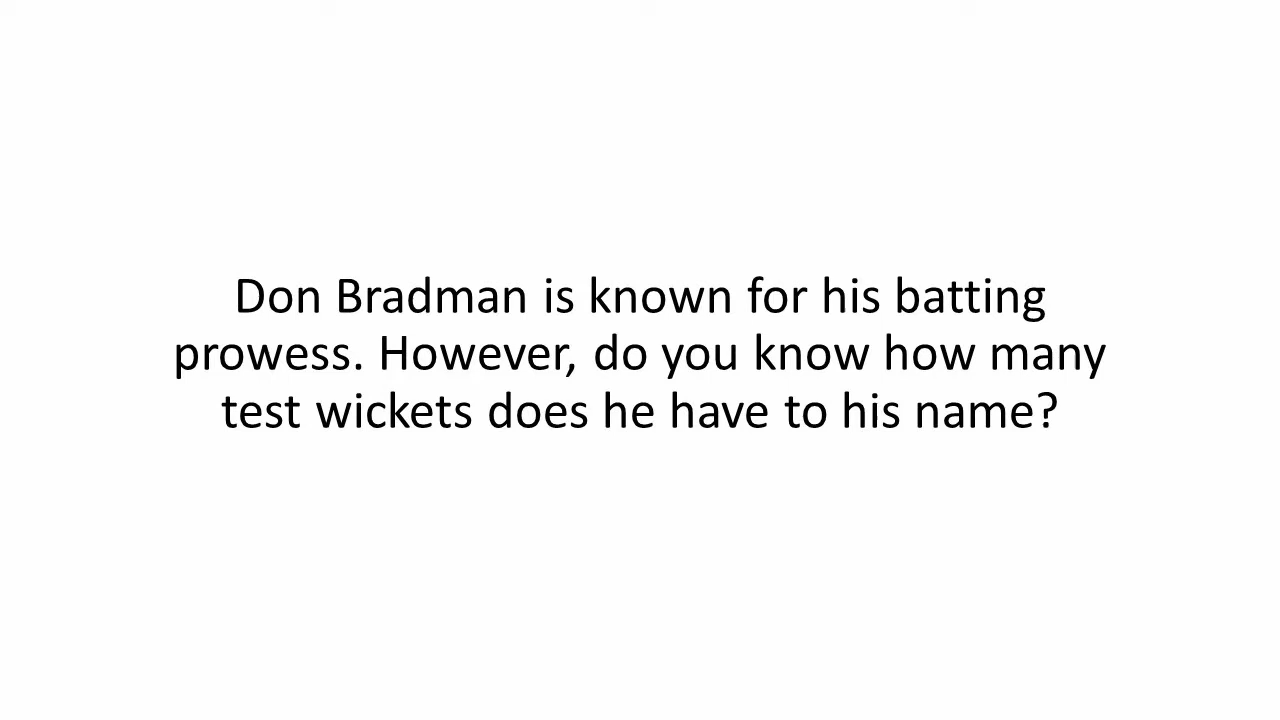 Don Bradman is known for his batting
prowess. However, do you know how many
test wickets does he have to his name?